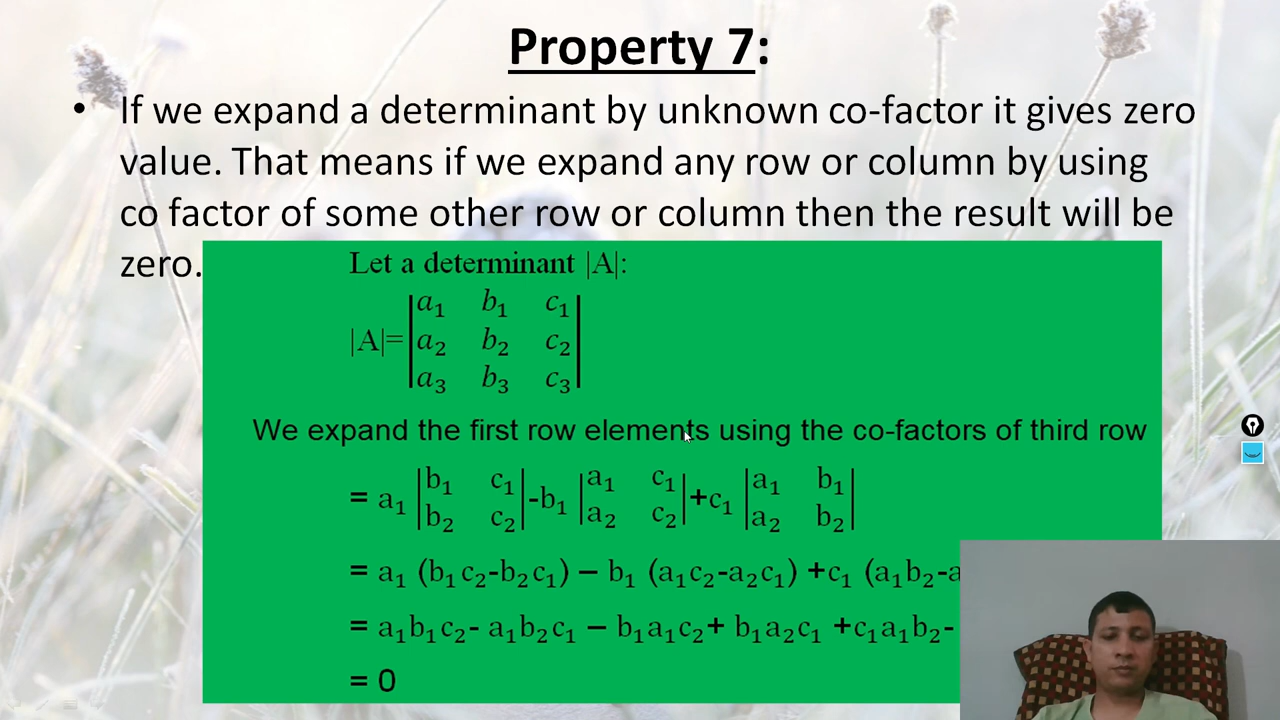 Property 7:
• If we expand a determinant by unknown co-factor it gives zero
value. That means if we expand any row or column by using
co factor of some other row or column then the result will be
zero.
Let a determinant |A|:
|A|= |a₁ b₁ c₁|
|a₂ b₂ c₂|
|a₃ b₃ c₃|
We expand the first row elements using the co-factors of third row
= a₁ |b₁ c₁| -b₁ |a₁ c₁| +c₁ |a₁ b₁|
|b₂ c₂| |a₂ c₂| |a₂ b₂|
= a₁ (b₁c₂-b₂c₁) – b₁ (a₁c₂-a₂c₁) +c₁ (a₁b₂-a
= a₁b₁c₂- a₁b₂c₁ – b₁a₁c₂+ b₁a₂c₁ +c₁a₁b₂-
= 0